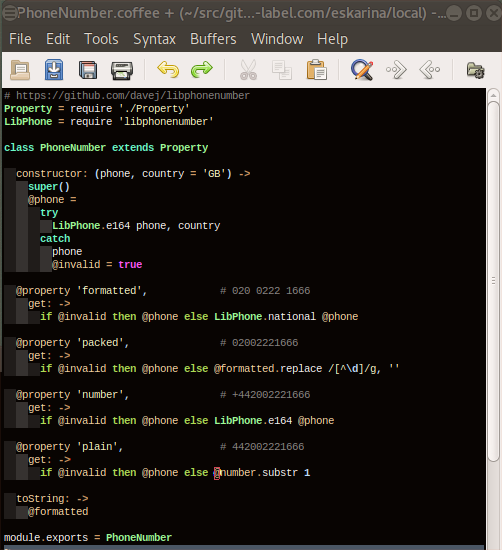 PhoneNumber.coffee + (~/src/git...-label.com/eskarina/local) -...
File Edit Tools Syntax Buffers Window Help
# https://github.com/davej/libphonenumber
Property = require './Property'
LibPhone = require 'libphonenumber'
class PhoneNumber extends Property
constructor: (phone, country = 'GB') ->
super()
@phone =
try
LibPhone.e164 phone, country
catch
phone
@invalid = true
@property 'formatted', # 020 0222 1666
get: ->
if @invalid then @phone else LibPhone.national @phone
@property 'packed', # 02002221666
get: ->
if @invalid then @phone else @formatted.replace /[^\d]/g, ''
@property 'number', # +442002221666
get: ->
if @invalid then @phone else LibPhone.e164 @phone
@property 'plain', # 442002221666
get: ->
if @invalid then @phone else @number.substr 1
toString: ->
@formatted
module.exports = PhoneNumber